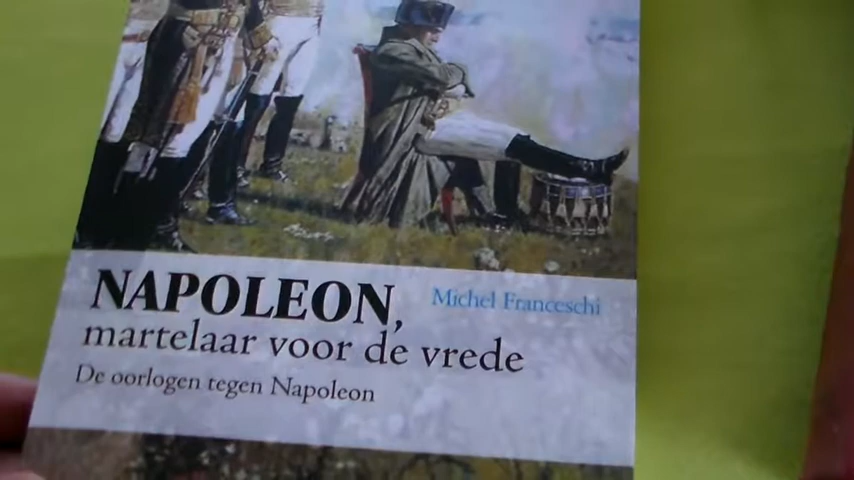 NAPOLEON,
Michel Franceschi
martelaar voor de vrede
De oorlogen tegen Napoleon